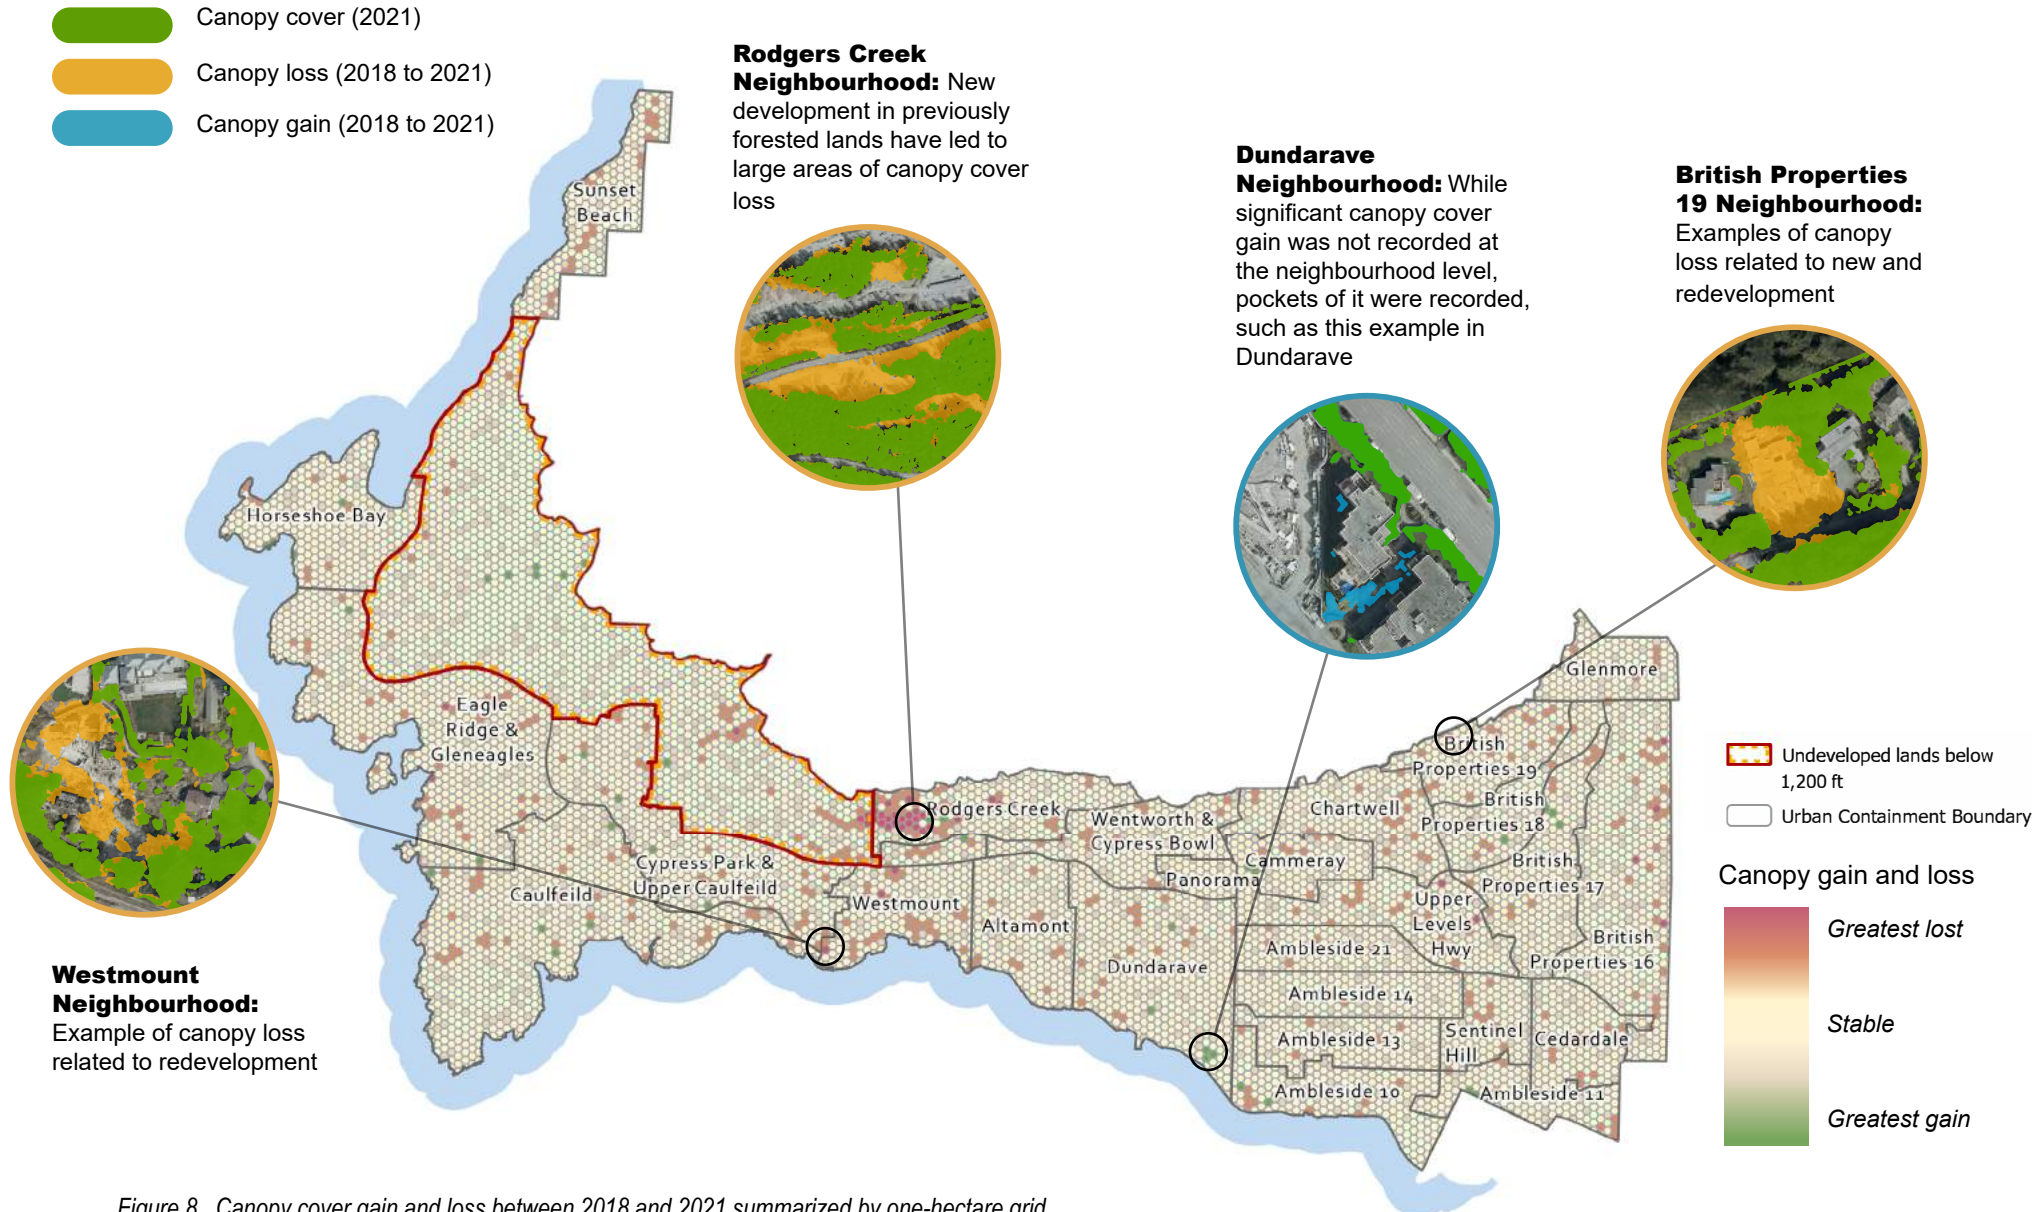 Canopy cover (2021)
Canopy loss (2018 to 2021)
Canopy gain (2018 to 2021)
Rodgers Creek
Neighbourhood: New
development in previously
forested lands have led to
large areas of canopy cover
loss
Dundarave
Neighbourhood: While
significant canopy cover
gain was not recorded at
the neighbourhood level,
pockets of it were recorded,
such as this example in
Dundarave
British Properties
19 Neighbourhood:
Examples of canopy
loss related to new and
redevelopment
Sunset
Beach
Horseshoe Bay
Eagle
Ridge &
Gleneagles
Caulfeild
Cypress Park &
Upper Caulfeild
Westmount
Rodgers Creek
Altamont
Wentworth &
Cypress Bowl
Panorama
Dundarave
Cammeray
Chartwell
Glenmore
British
Properties 19
British
Properties 18
British
Properties 17
Upper
Levels
Hwy
British
Properties 16
Ambleside 21
Ambleside 14
Ambleside 13
Sentinel
Hill
Cedardale
Ambleside 10
Ambleside 11
Westmount
Neighbourhood:
Example of canopy loss
related to redevelopment
Undeveloped lands below
1,200 ft
Urban Containment Boundary
Canopy gain and loss
Greatest lost
Stable
Greatest gain
Figure 8. Canopy cover gain and loss between 2018 and 2021 summarized by one-hectare grid